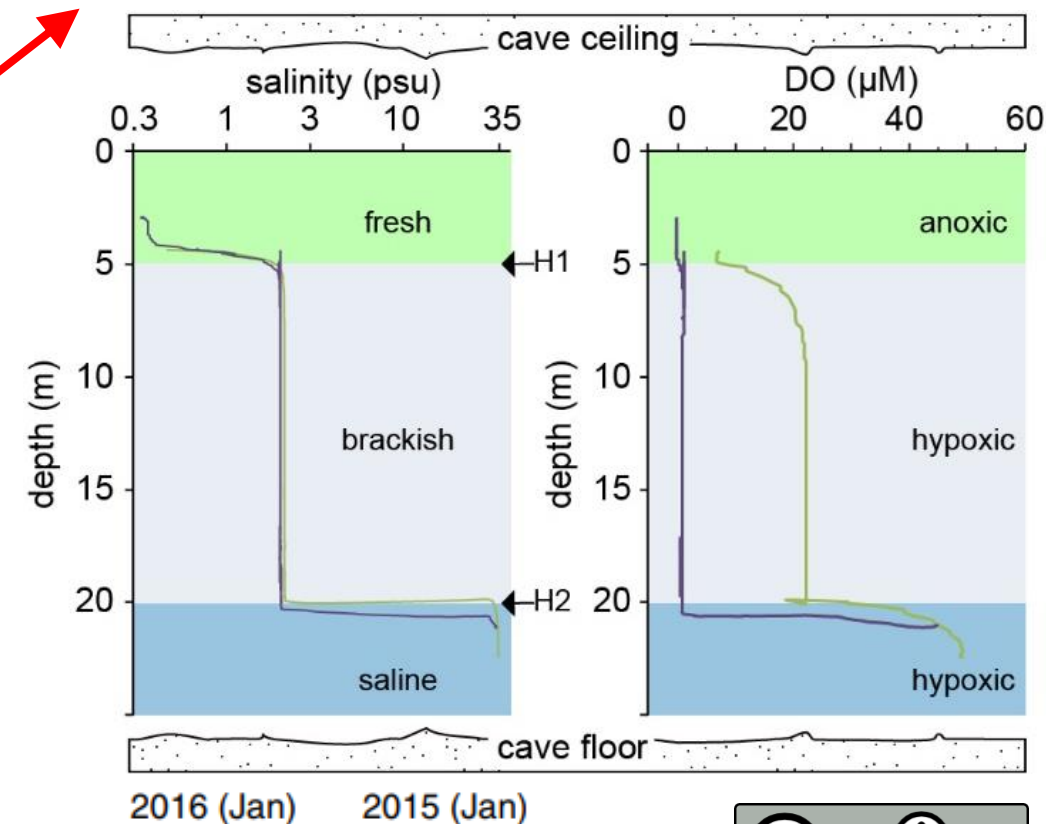 cave ceiling
salinity (psu)
0.3 1 3 10 35
0
5
10
15
20
depth (m)
fresh
H1
brackish
H2
saline
DO (μM)
0 20 40 60
0
5
10
15
20
depth (m)
anoxic
hypoxic
hypoxic
cave floor
2016 (Jan) 2015 (Jan)